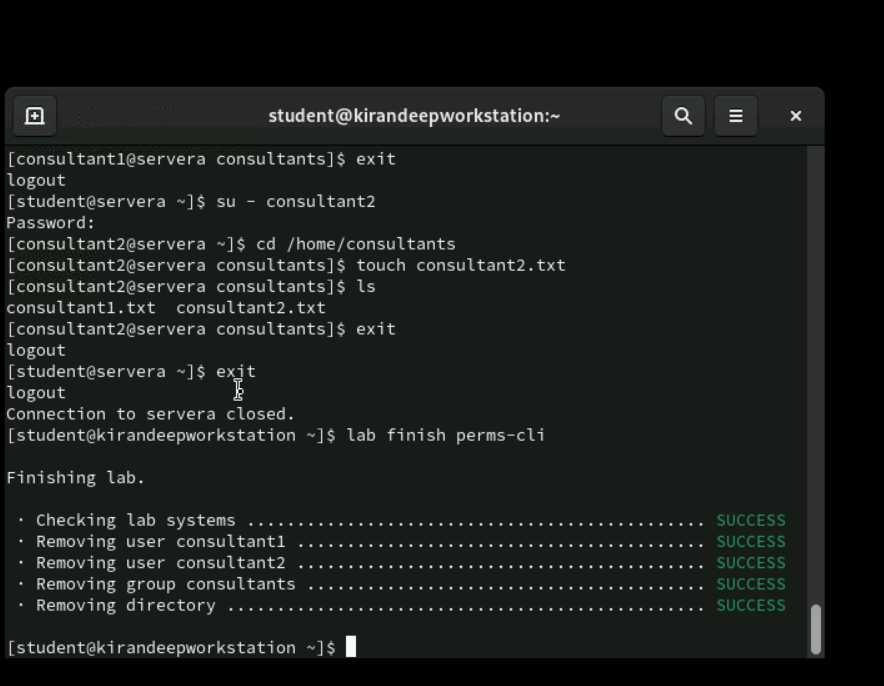 student@kirandeepworkstation:~
[consultant1@servera consultants]$ exit
logout
[student@servera ~]$ su - consultant2
Password:
[consultant2@servera ~]$ cd /home/consultants
[consultant2@servera consultants]$ touch consultant2.txt
[consultant2@servera consultants]$ ls
consultant1.txt  consultant2.txt
[consultant2@servera consultants]$ exit
logout
[student@servera ~]$ exit
logout
Connection to servera closed.
[student@kirandeepworkstation ~]$ lab finish perms-cli
Finishing lab.
· Checking lab systems .............................................. SUCCESS
· Removing user consultant1 ......................................... SUCCESS
· Removing user consultant2 ......................................... SUCCESS
· Removing group consultants ........................................ SUCCESS
· Removing directory ................................................ SUCCESS
[student@kirandeepworkstation ~]$